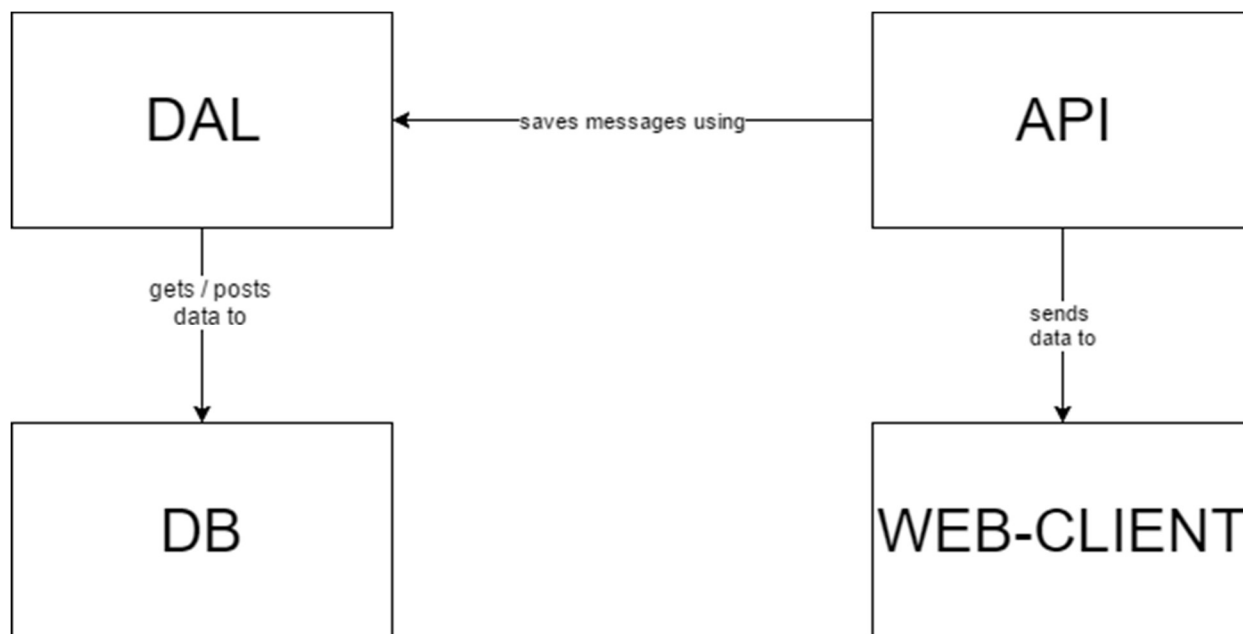 DAL
saves messages using
API
gets / posts
data to
sends
data to
DB
WEB-CLIENT